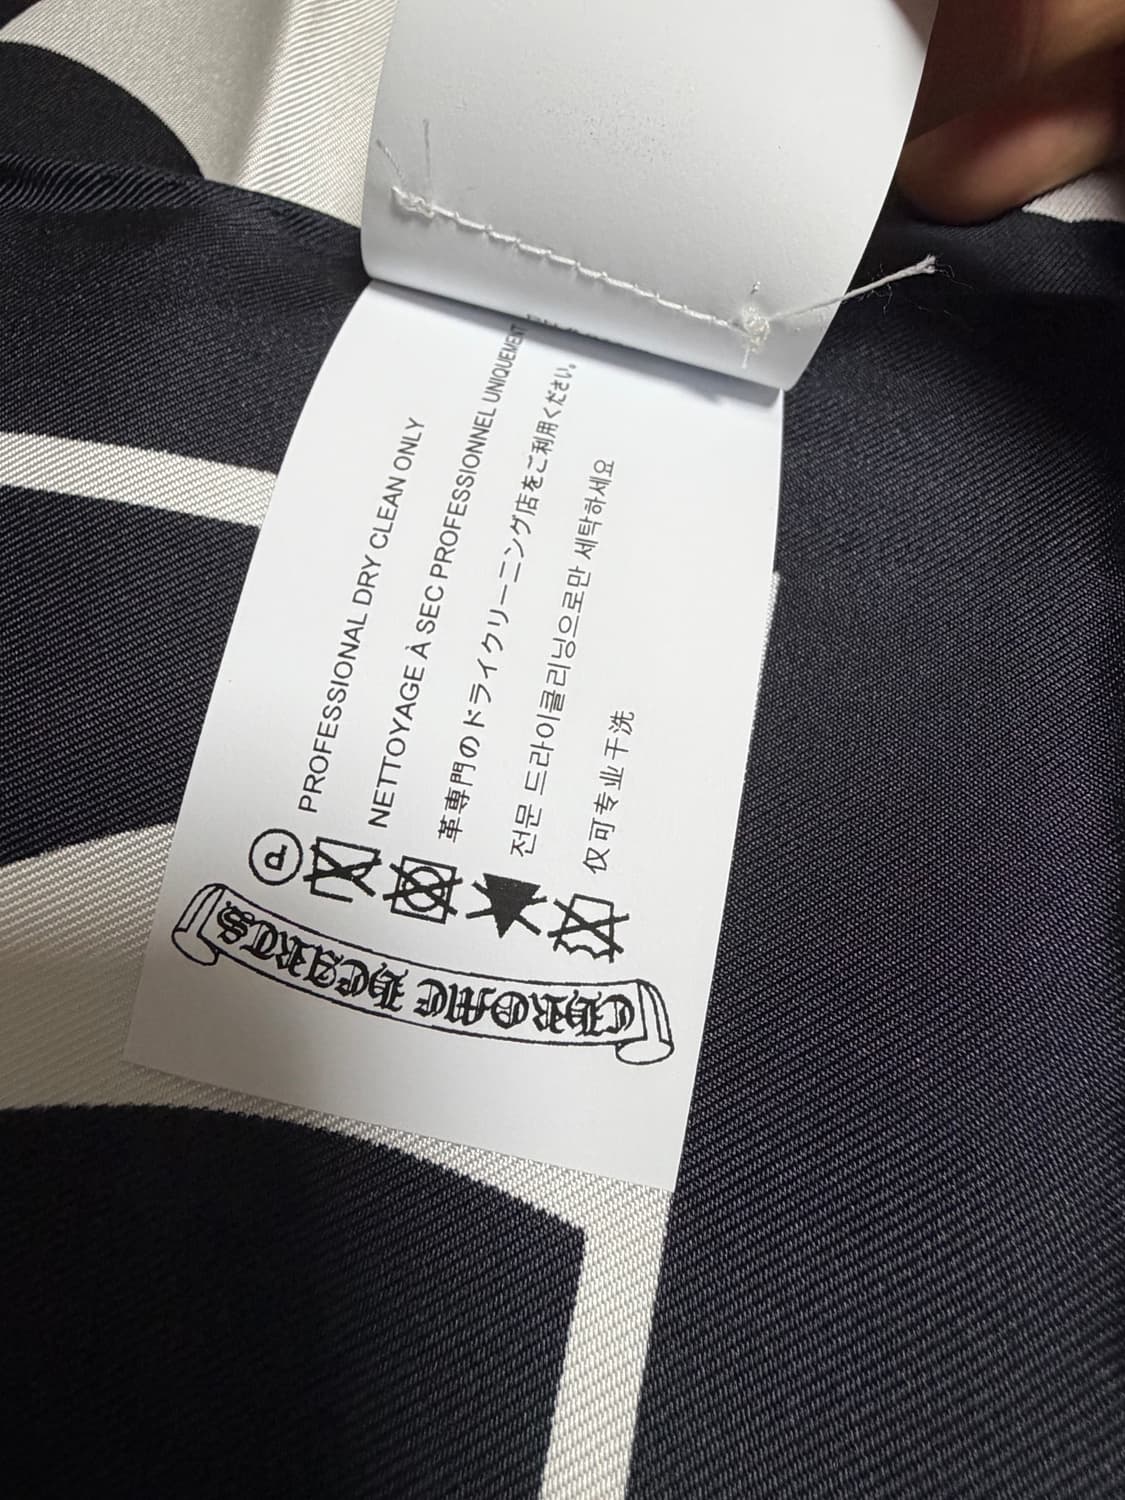 CHROME HEARTS
P
PROFESSIONAL DRY CLEAN ONLY
NETTOYAGE À SEC PROFESSIONNEL UNIQUEMENT
革専門のドライクリーニング店をご利用ください。
전문 드라이클리닝으로만 세탁하세요
仅可专业干洗